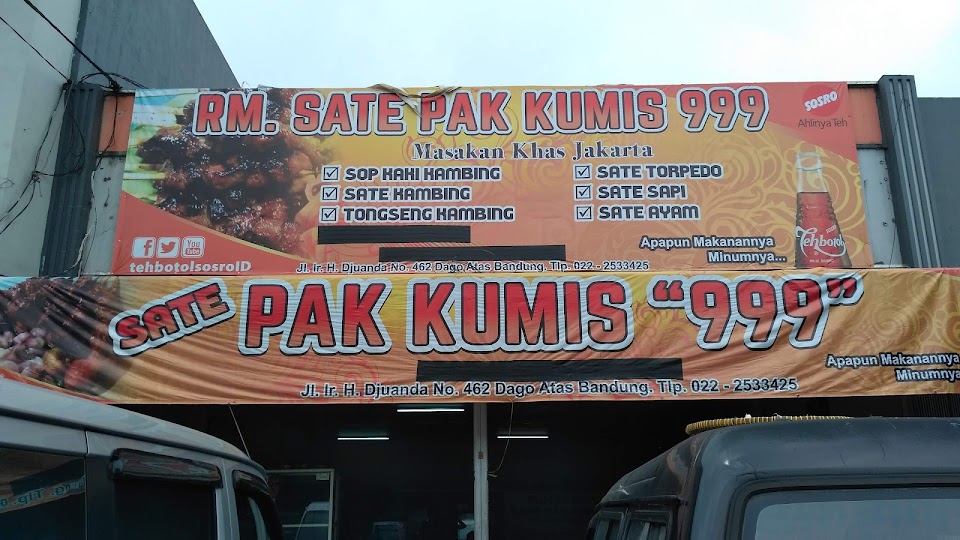 RM. SATE PAK KUMIS 999
SOSRO
Ahlinya Teh
Masakan Khas Jakarta
SOP KAKI KAMBING
SATE KAMBING
TONGSENG KAMBING
SATE TORPEDO
SATE SAPI
SATE AYAM
You Tube
tehbotolsosroID
Apapun Makanannya
Minumnya...
Tehbotol
Jl. Ir. H. Djuanda No. 462 Dago Atas Bandung. Tlp. 022 - 2533425
SATE PAK KUMIS “999”
Apapun Makanannya
Minumnya
Jl. Ir. H. Djuanda No. 462 Dago Atas Bandung. Tlp. 022 - 2533425